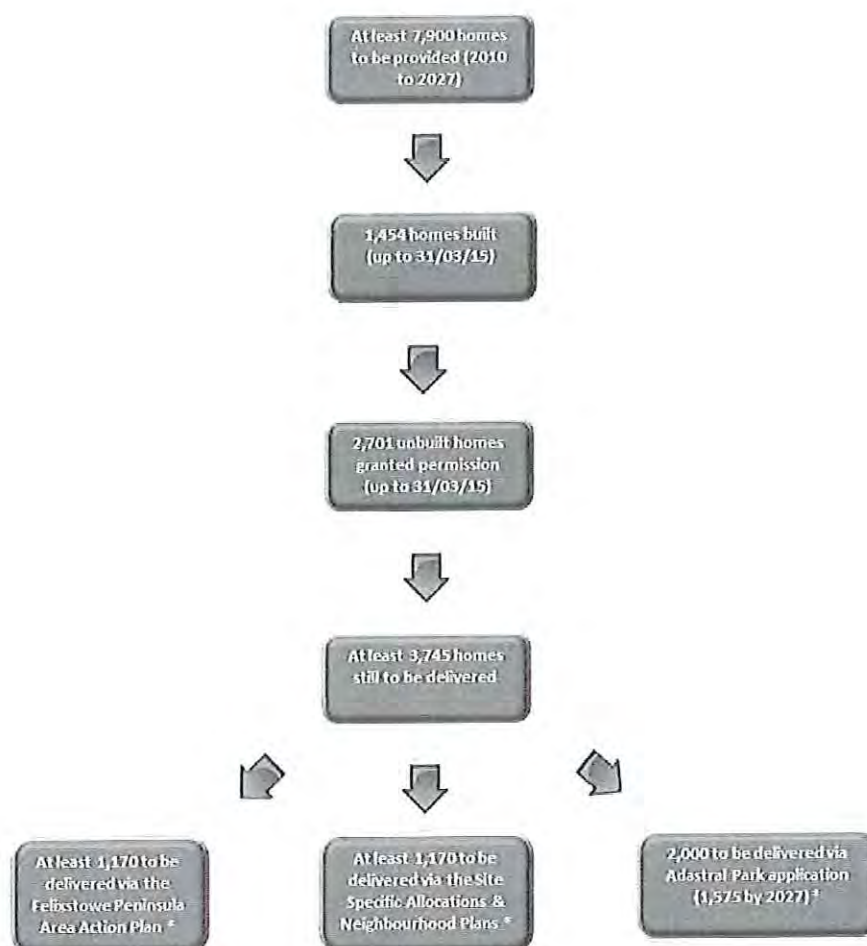 At least 7,900 homes
to be provided (2010
to 2027)
1,454 homes built
(up to 31/03/15)
2,701 unbuilt homes
granted permission
(up to 31/03/15)
At least 3,745 homes
still to be delivered
At least 1,170 to be
delivered via the
Felixstowe Peninsula
Area Action Plan *
At least 1,170 to be
delivered via the Site
Specific Allocations &
Neighbourhood Plans *
2,000 to be delivered via
Adastral Park application
(1,575 by 2027) *